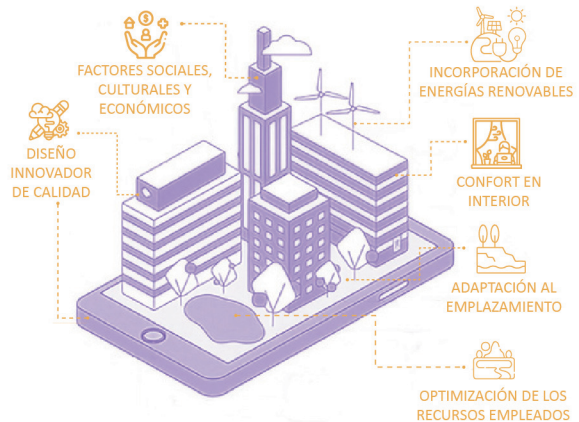 FACTORES SOCIALES,
CULTURALES Y
ECONÓMICOS
DISEÑO
INNOVADOR
DE CALIDAD
INCORPORACIÓN DE
ENERGÍAS RENOVABLES
CONFORT EN
INTERIOR
ADAPTACIÓN AL
EMPLAZAMIENTO
OPTIMIZACIÓN DE LOS
RECURSOS EMPLEADOS